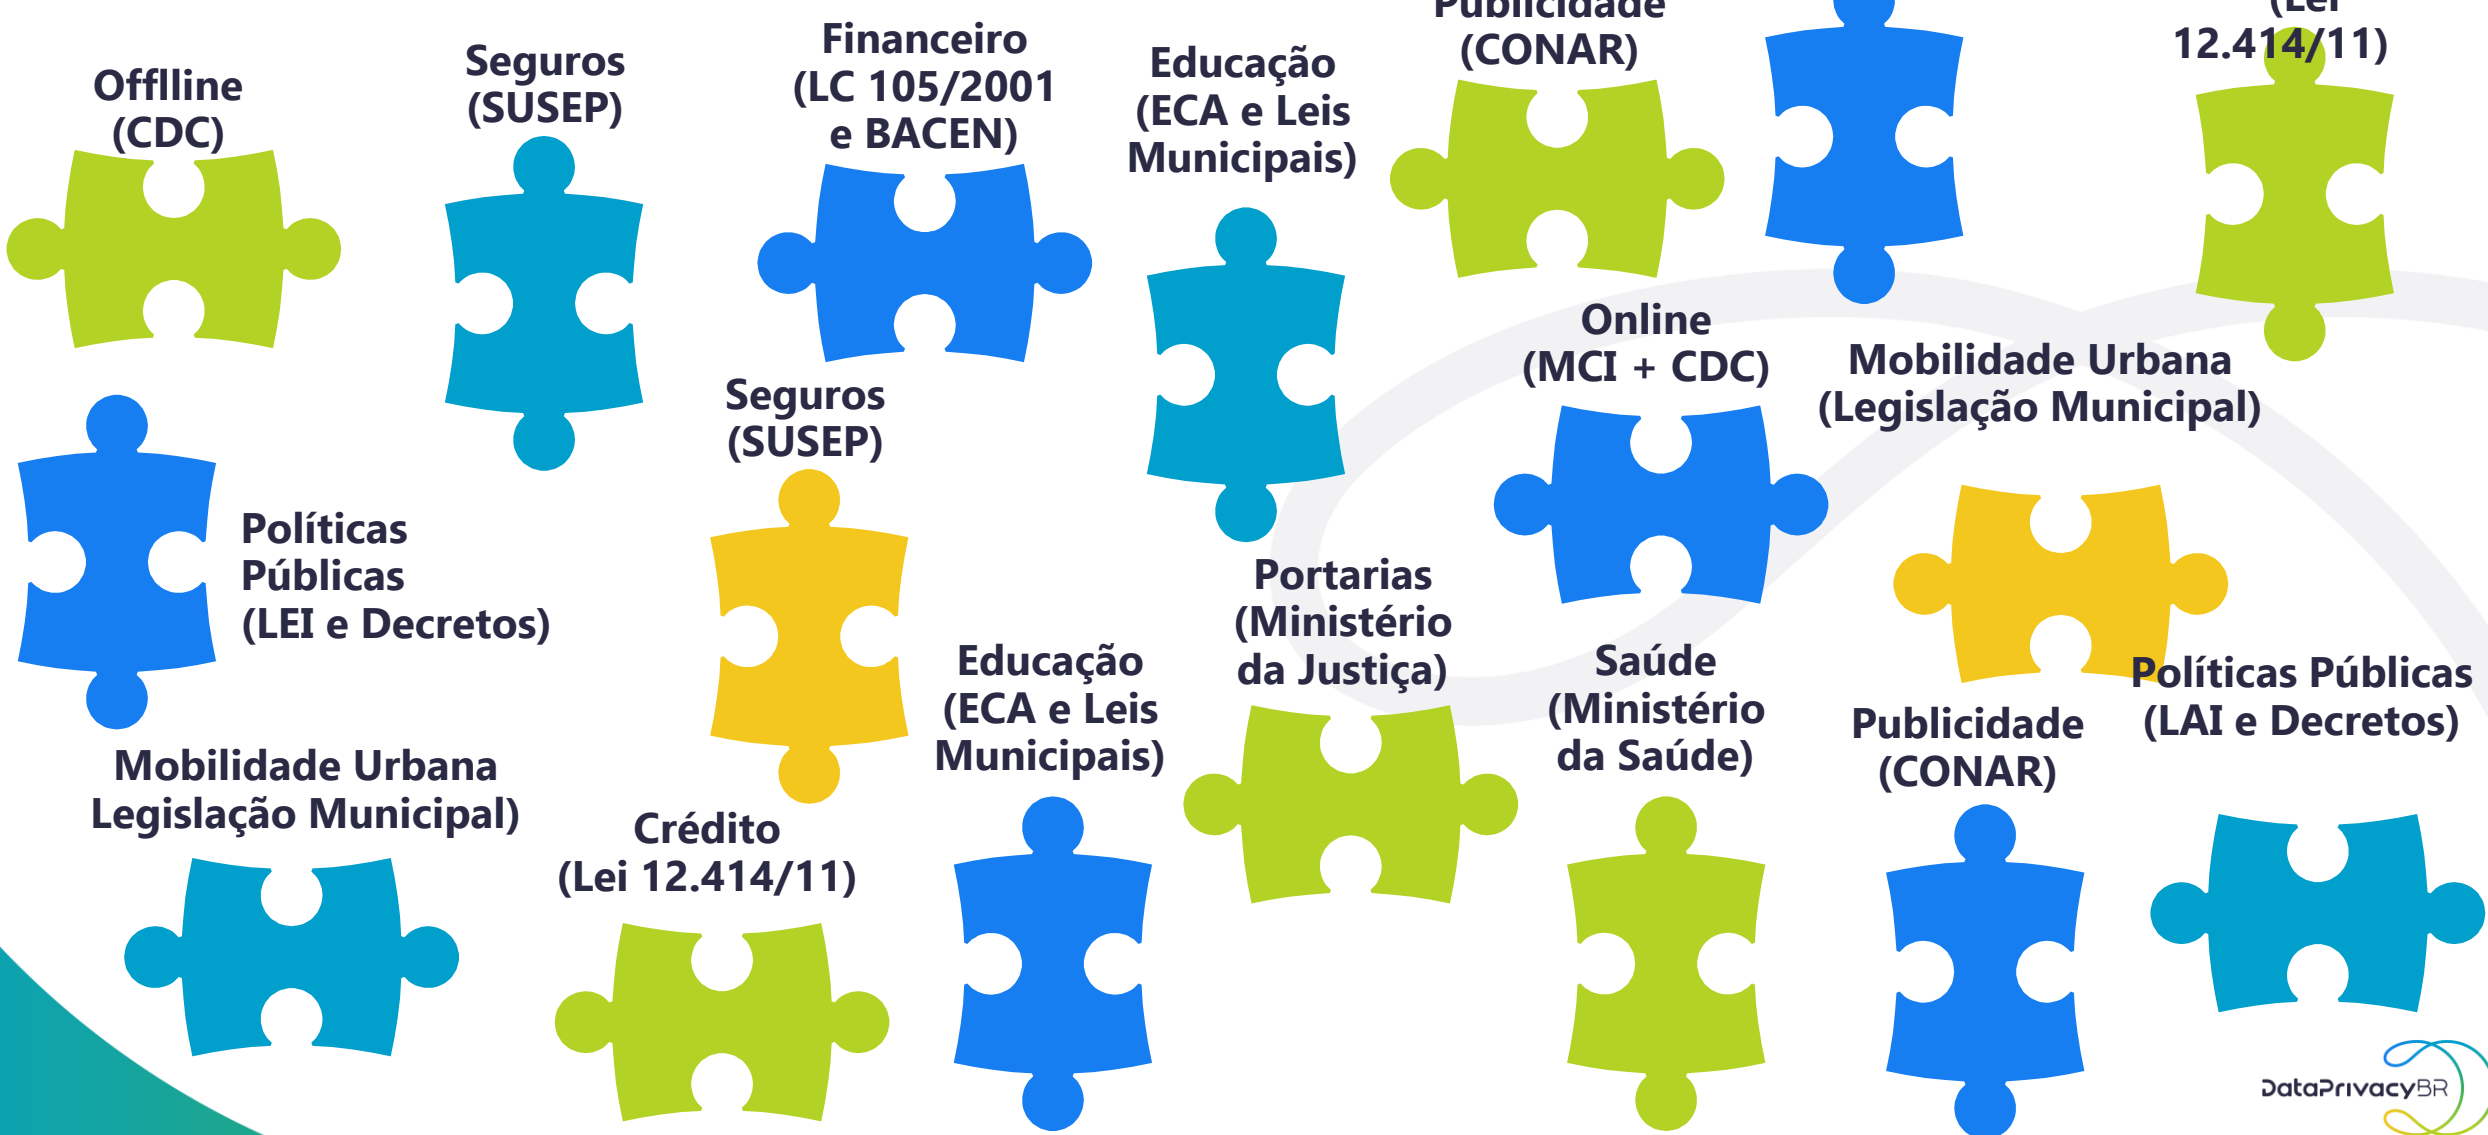 Publicidade
(CONAR)
(Lei
12.414/11)
Offlline
(CDC)
Seguros
(SUSEP)
Financeiro
(LC 105/2001
e BACEN)
Educação
(ECA e Leis
Municipais)
Online
(MCI + CDC)
Mobilidade Urbana
(Legislação Municipal)
Seguros
(SUSEP)
Políticas
Públicas
(LEI e Decretos)
Portarias
(Ministério
da Justiça)
Educação
(ECA e Leis
Municipais)
Saúde
(Ministério
da Saúde)
Políticas Públicas
(LAI e Decretos)
Publicidade
(CONAR)
Mobilidade Urbana
Legislação Municipal)
Crédito
(Lei 12.414/11)
DataPrivacyBR